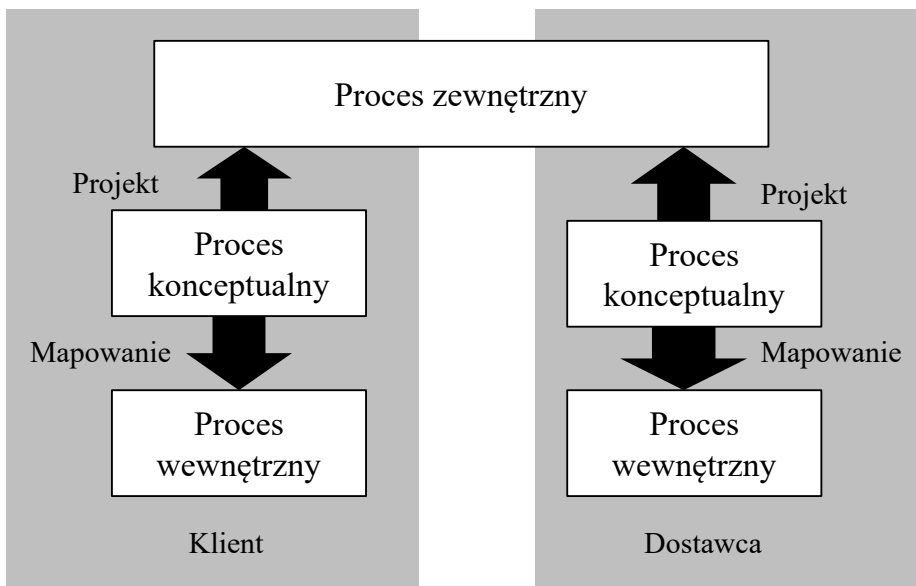 Proces zewnętrzny
Projekt
Projekt
Proces
konceptualny
Proces
konceptualny
Mapowanie
Mapowanie
Proces
wewnętrzny
Proces
wewnętrzny
Klient
Dostawca